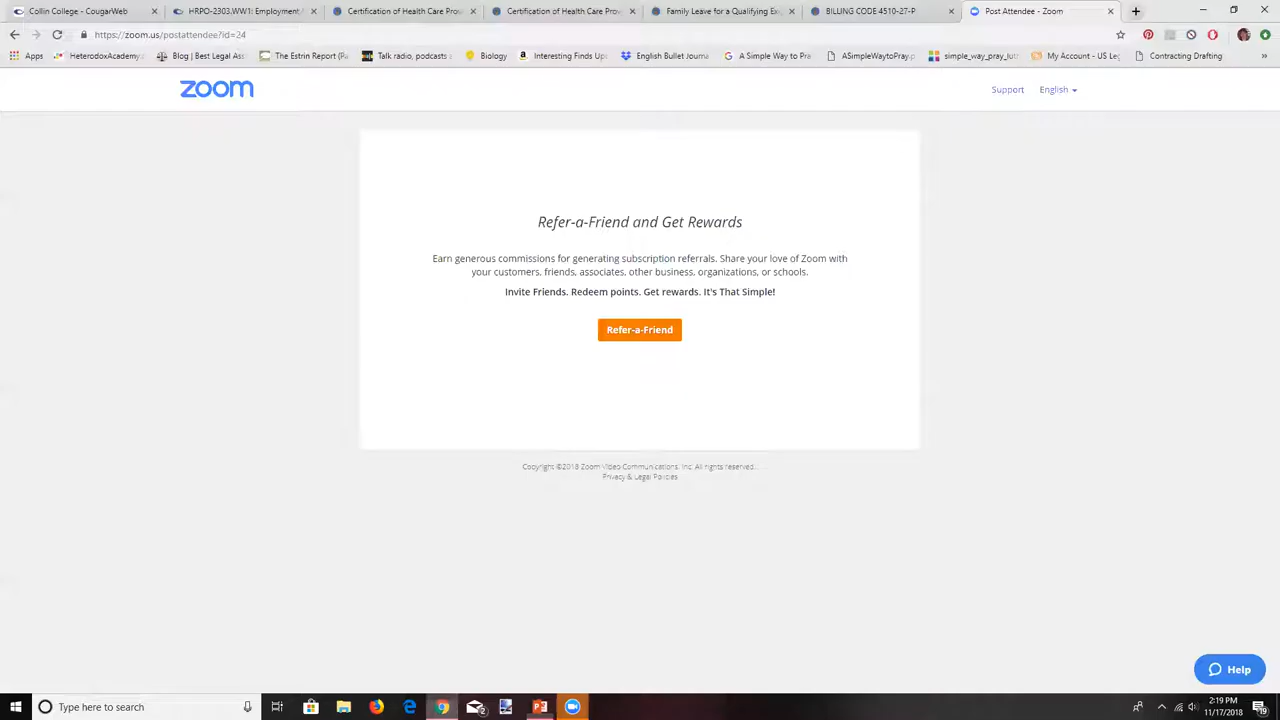 Collin College - CougarWeb
HRPO-2303.WW1: Employment
Certification of Health Care Prov
Certification of Health Care Prov
Family Leave for a Qualifying Ex
BILLING CODE 4510-27-P
Post Attendee - Zoom
https://zoom.us/postattendee?id=24
Apps
HeterodoxAcademy
Blog | Best Legal Assi
The Estrin Report (Pa
Talk radio, podcasts a
Biology
Interesting Finds Up
English Bullet Journa
A Simple Way to Pra
ASimpleWaytoPray.
simple_way_pray_tut
My Account - US Leg
Contracting Drafting
zoom
Support
English
Refer-a-Friend and Get Rewards
Earn generous commissions for generating subscription referrals. Share your love of Zoom with
your customers, friends, associates, other business, organizations, or schools.
Invite Friends. Redeem points. Get rewards. It's That Simple!
Refer-a-Friend
Copyright ©2018 Zoom Video Communications, Inc. All rights reserved.
Privacy & Legal Policies
Help
Type here to search
2:19 PM
11/17/2018